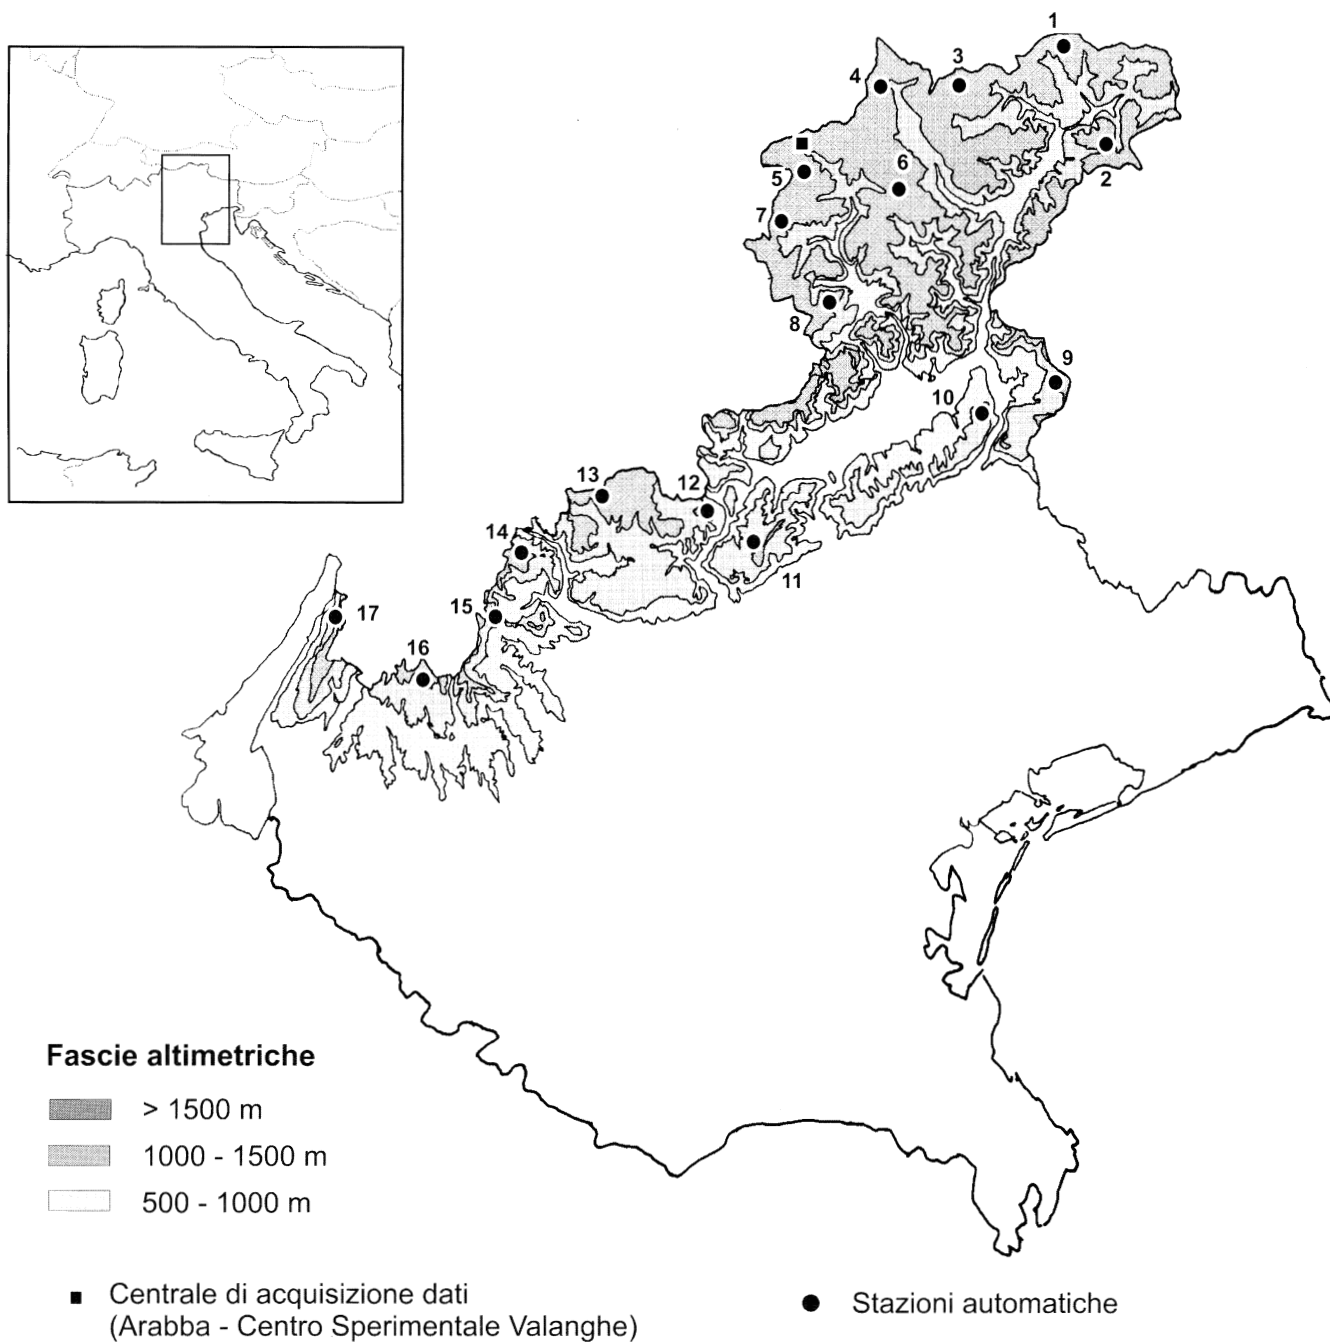 1
3
4
2
6
5
7
8
9
10
13
12
14
11
17
15
16
Fascie altimetriche
> 1500 m
1000 - 1500 m
500 - 1000 m
Centrale di acquisizione dati
(Arabba - Centro Sperimentale Valanghe)
Stazioni automatiche